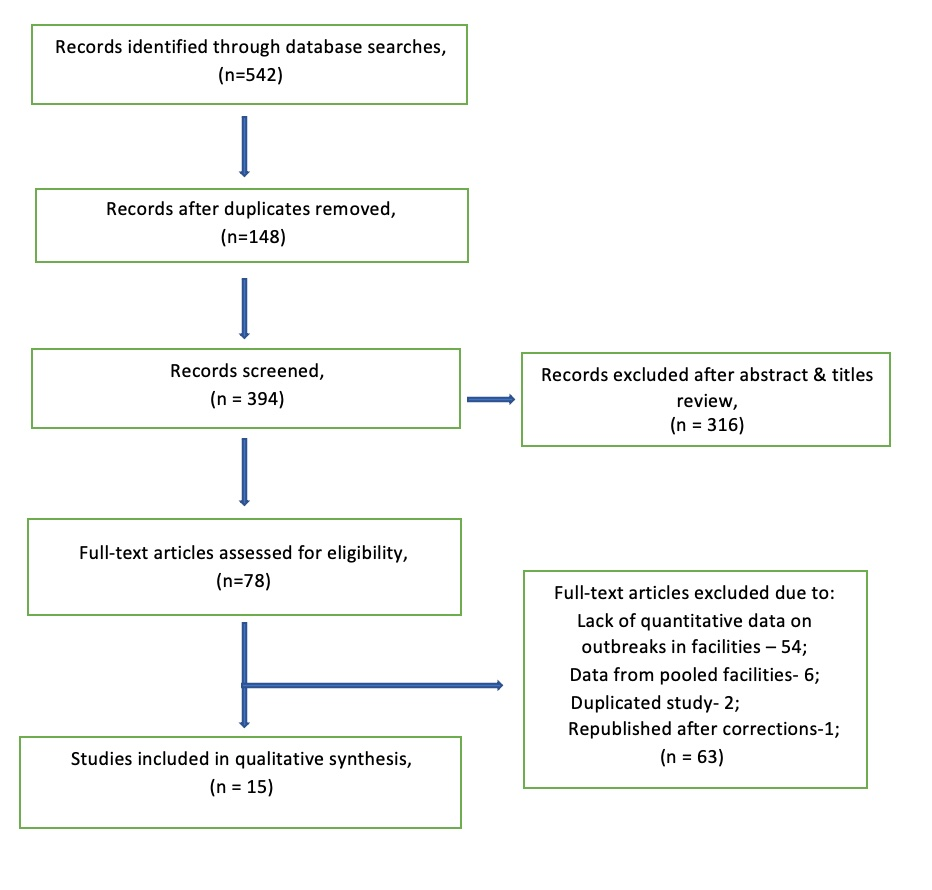 Records identified through database searches,
(n=542)
Records after duplicates removed,
(n=148)
Records screened,
(n = 394)
Records excluded after abstract & titles
review,
(n = 316)
Full-text articles assessed for eligibility,
(n=78)
Full-text articles excluded due to:
Lack of quantitative data on
outbreaks in facilities – 54;
Data from pooled facilities- 6;
Duplicated study- 2;
Republished after corrections-1;
(n = 63)
Studies included in qualitative synthesis,
(n = 15)